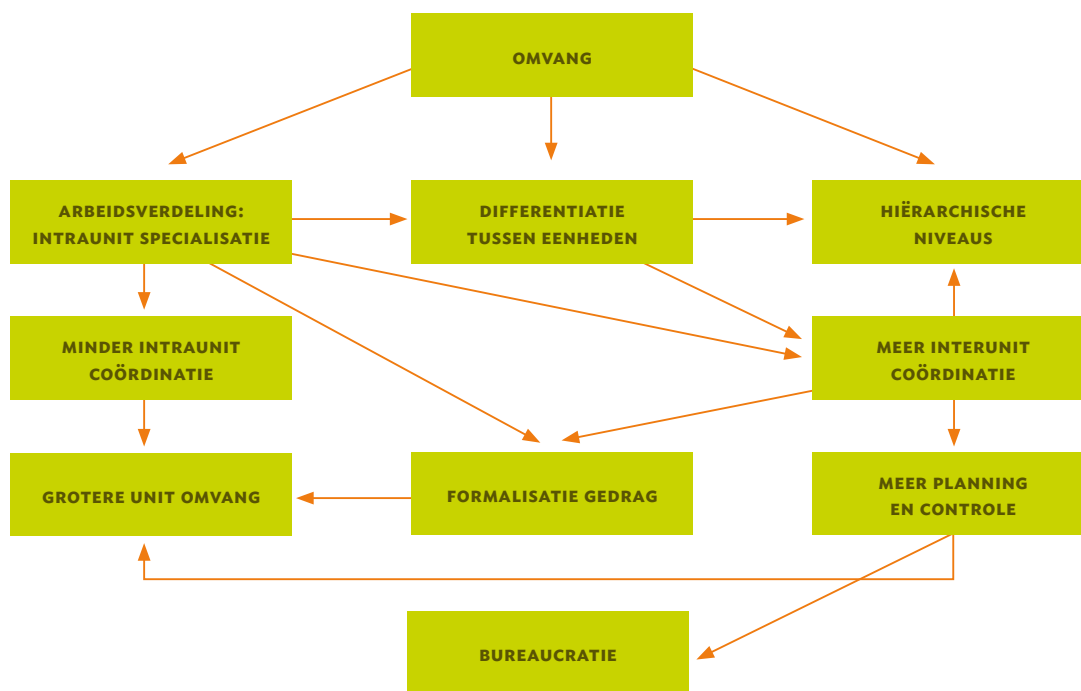 OMVANG
ARBEIDSVERDELING:
INTRAUNIT SPECIALISATIE
DIFFERENTIATIE
TUSSEN EENHEDEN
HIËRARCHISCHE
NIVEAUS
MINDER INTRAUNIT
COÖRDINATIE
MEER INTERUNIT
COÖRDINATIE
GROTERE UNIT OMVANG
FORMALISATIE GEDRAG
MEER PLANNING
EN CONTROLE
BUREAUCRATIE